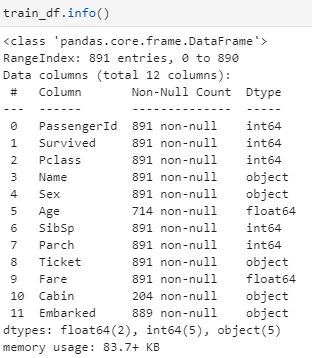 train_df.info()
<class 'pandas.core.frame.DataFrame'>
RangeIndex: 891 entries, 0 to 890
Data columns (total 12 columns):
 #   Column       Non-Null Count  Dtype
---  ------       --------------  -----
 0   PassengerId  891 non-null    int64
 1   Survived     891 non-null    int64
 2   Pclass       891 non-null    int64
 3   Name         891 non-null    object
 4   Sex          891 non-null    object
 5   Age          714 non-null    float64
 6   SibSp        891 non-null    int64
 7   Parch        891 non-null    int64
 8   Ticket       891 non-null    object
 9   Fare         891 non-null    float64
 10  Cabin        204 non-null    object
 11  Embarked     889 non-null    object
dtypes: float64(2), int64(5), object(5)
memory usage: 83.7+ KB